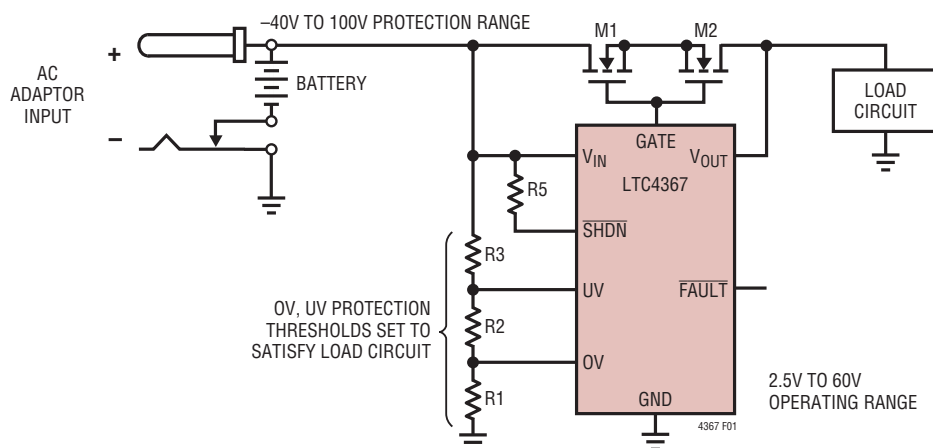 –40V TO 100V PROTECTION RANGE
M1
M2
+
AC
ADAPTOR
INPUT
–
BATTERY
LOAD
CIRCUIT
GATE
VIN
VOUT
LTC4367
R5
SHDN
R3
UV
FAULT
OV, UV PROTECTION
THRESHOLDS SET TO
SATISFY LOAD CIRCUIT
R2
OV
R1
GND
2.5V TO 60V
OPERATING RANGE
4367 F01